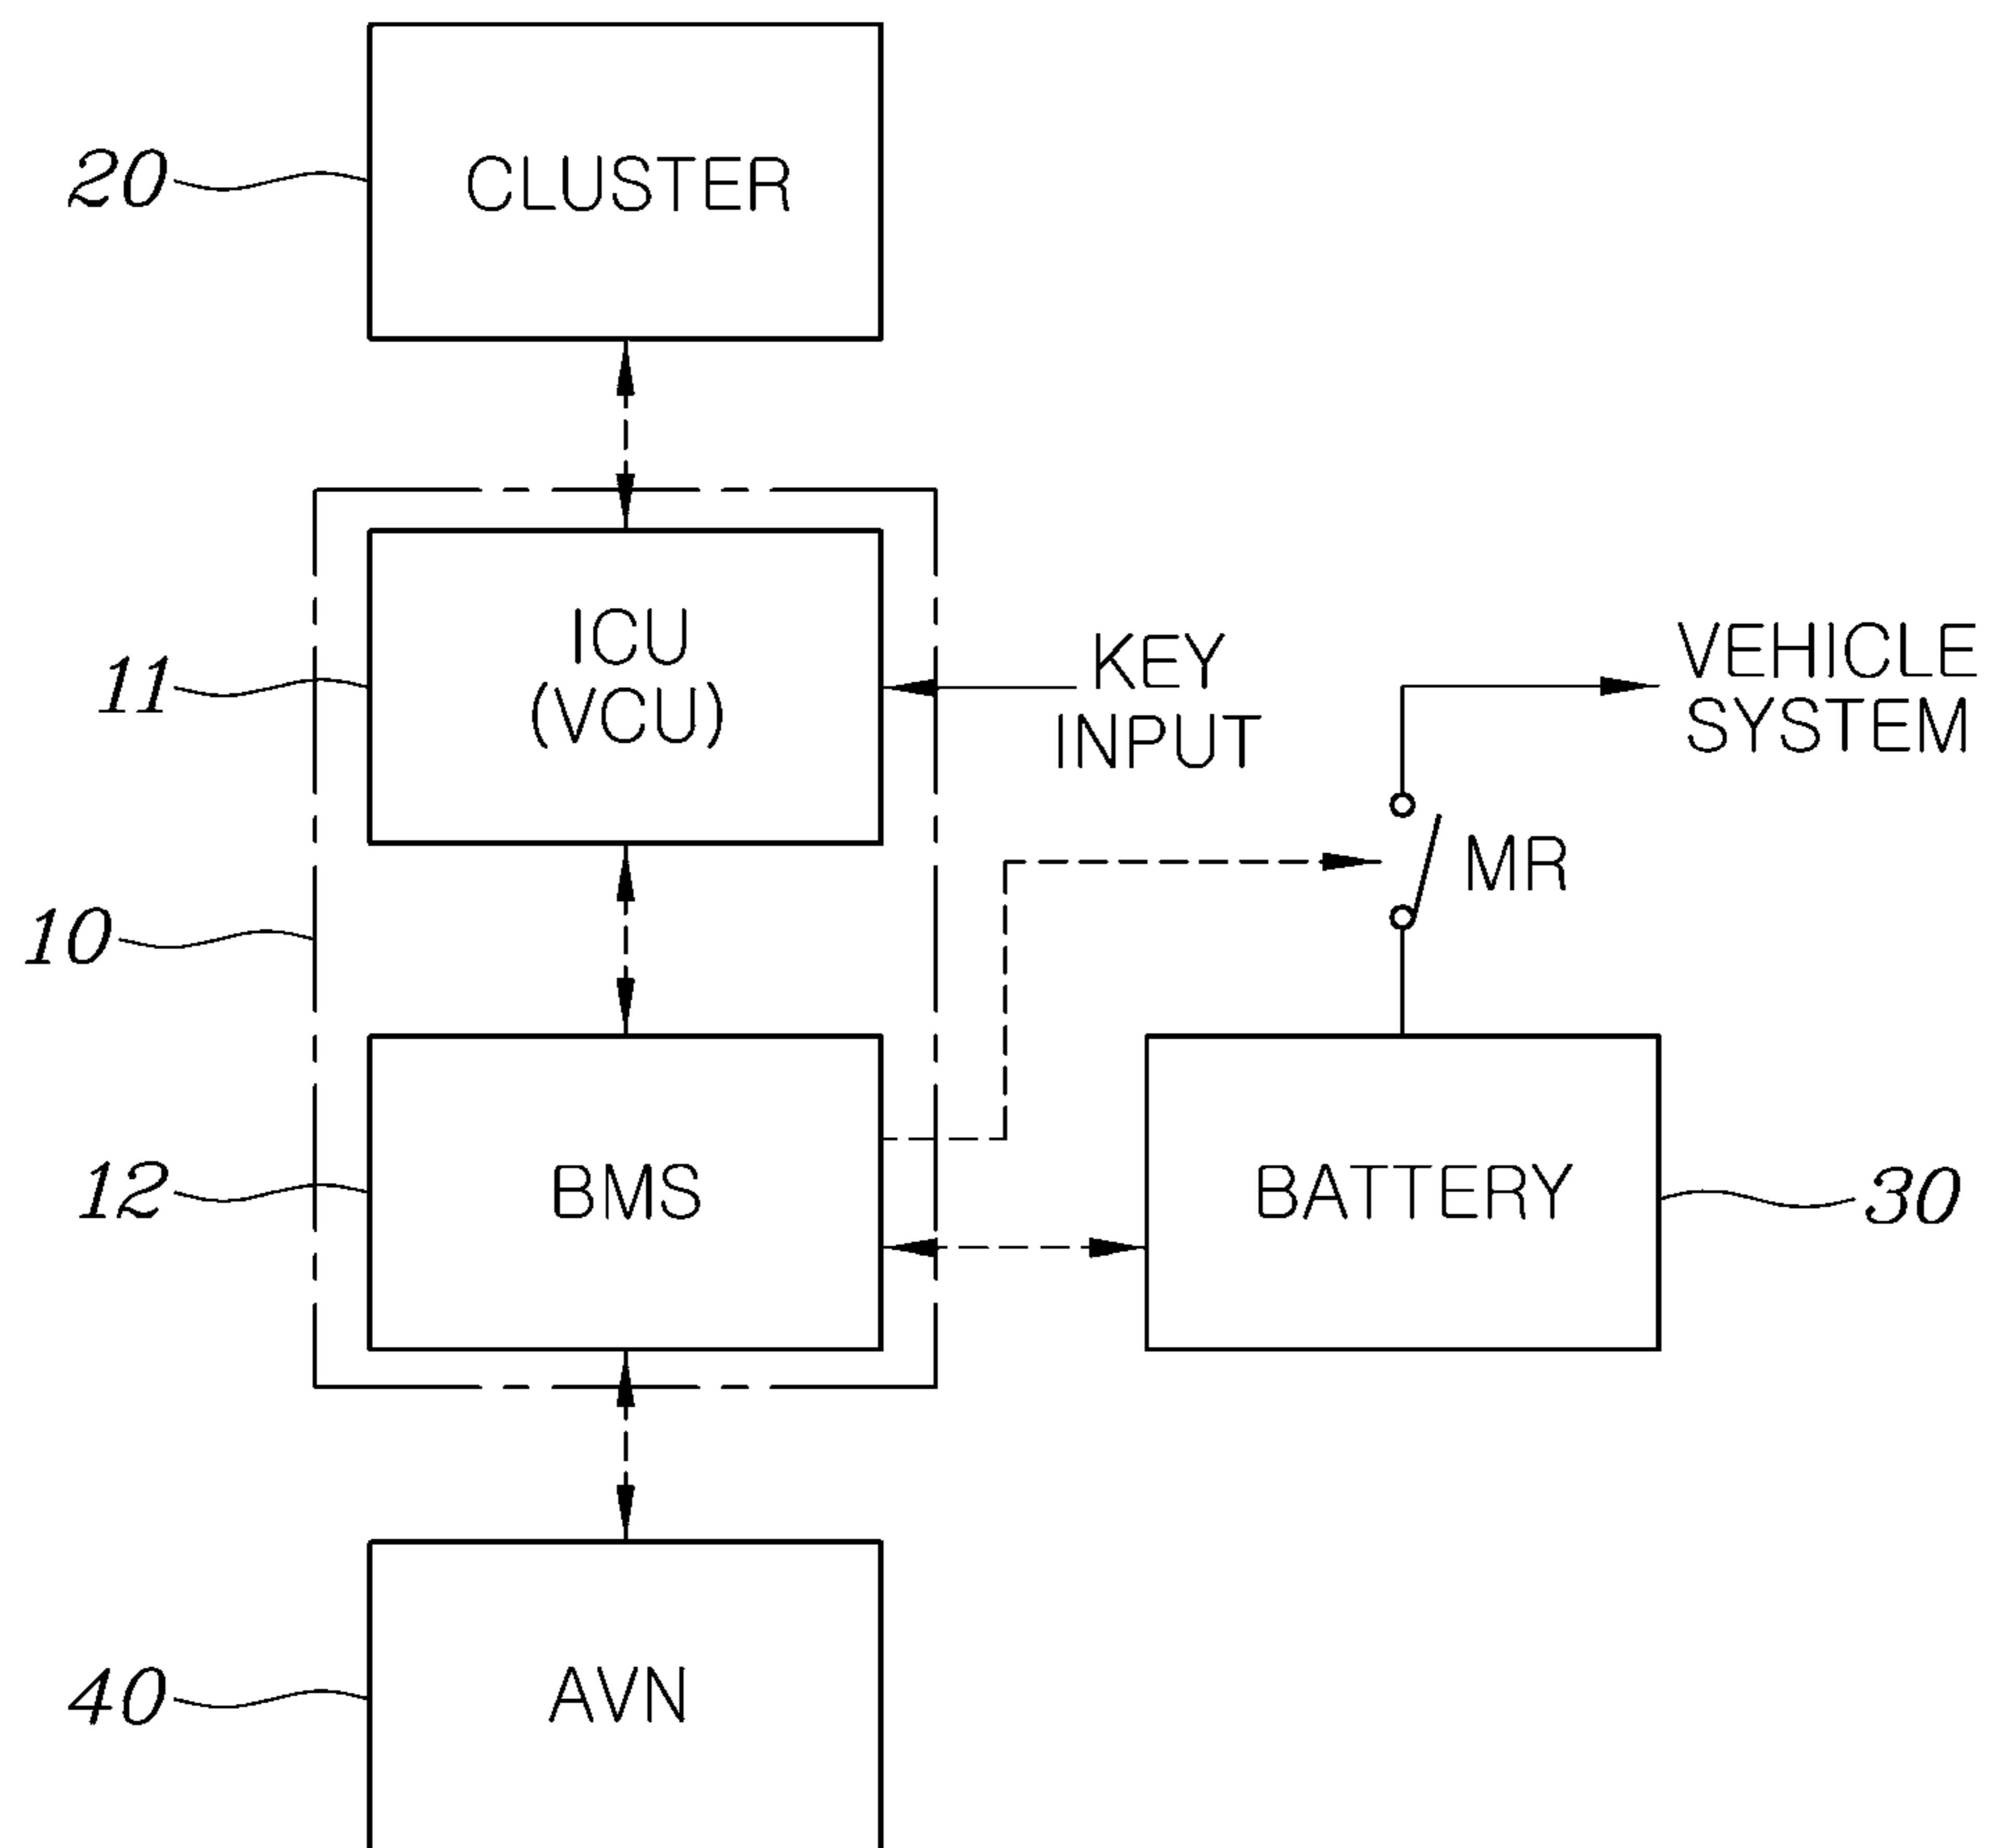 20
CLUSTER
11
ICU
(VCU)
KEY
INPUT
VEHICLE
SYSTEM
MR
10
12
BMS
BATTERY
30
40
AVN